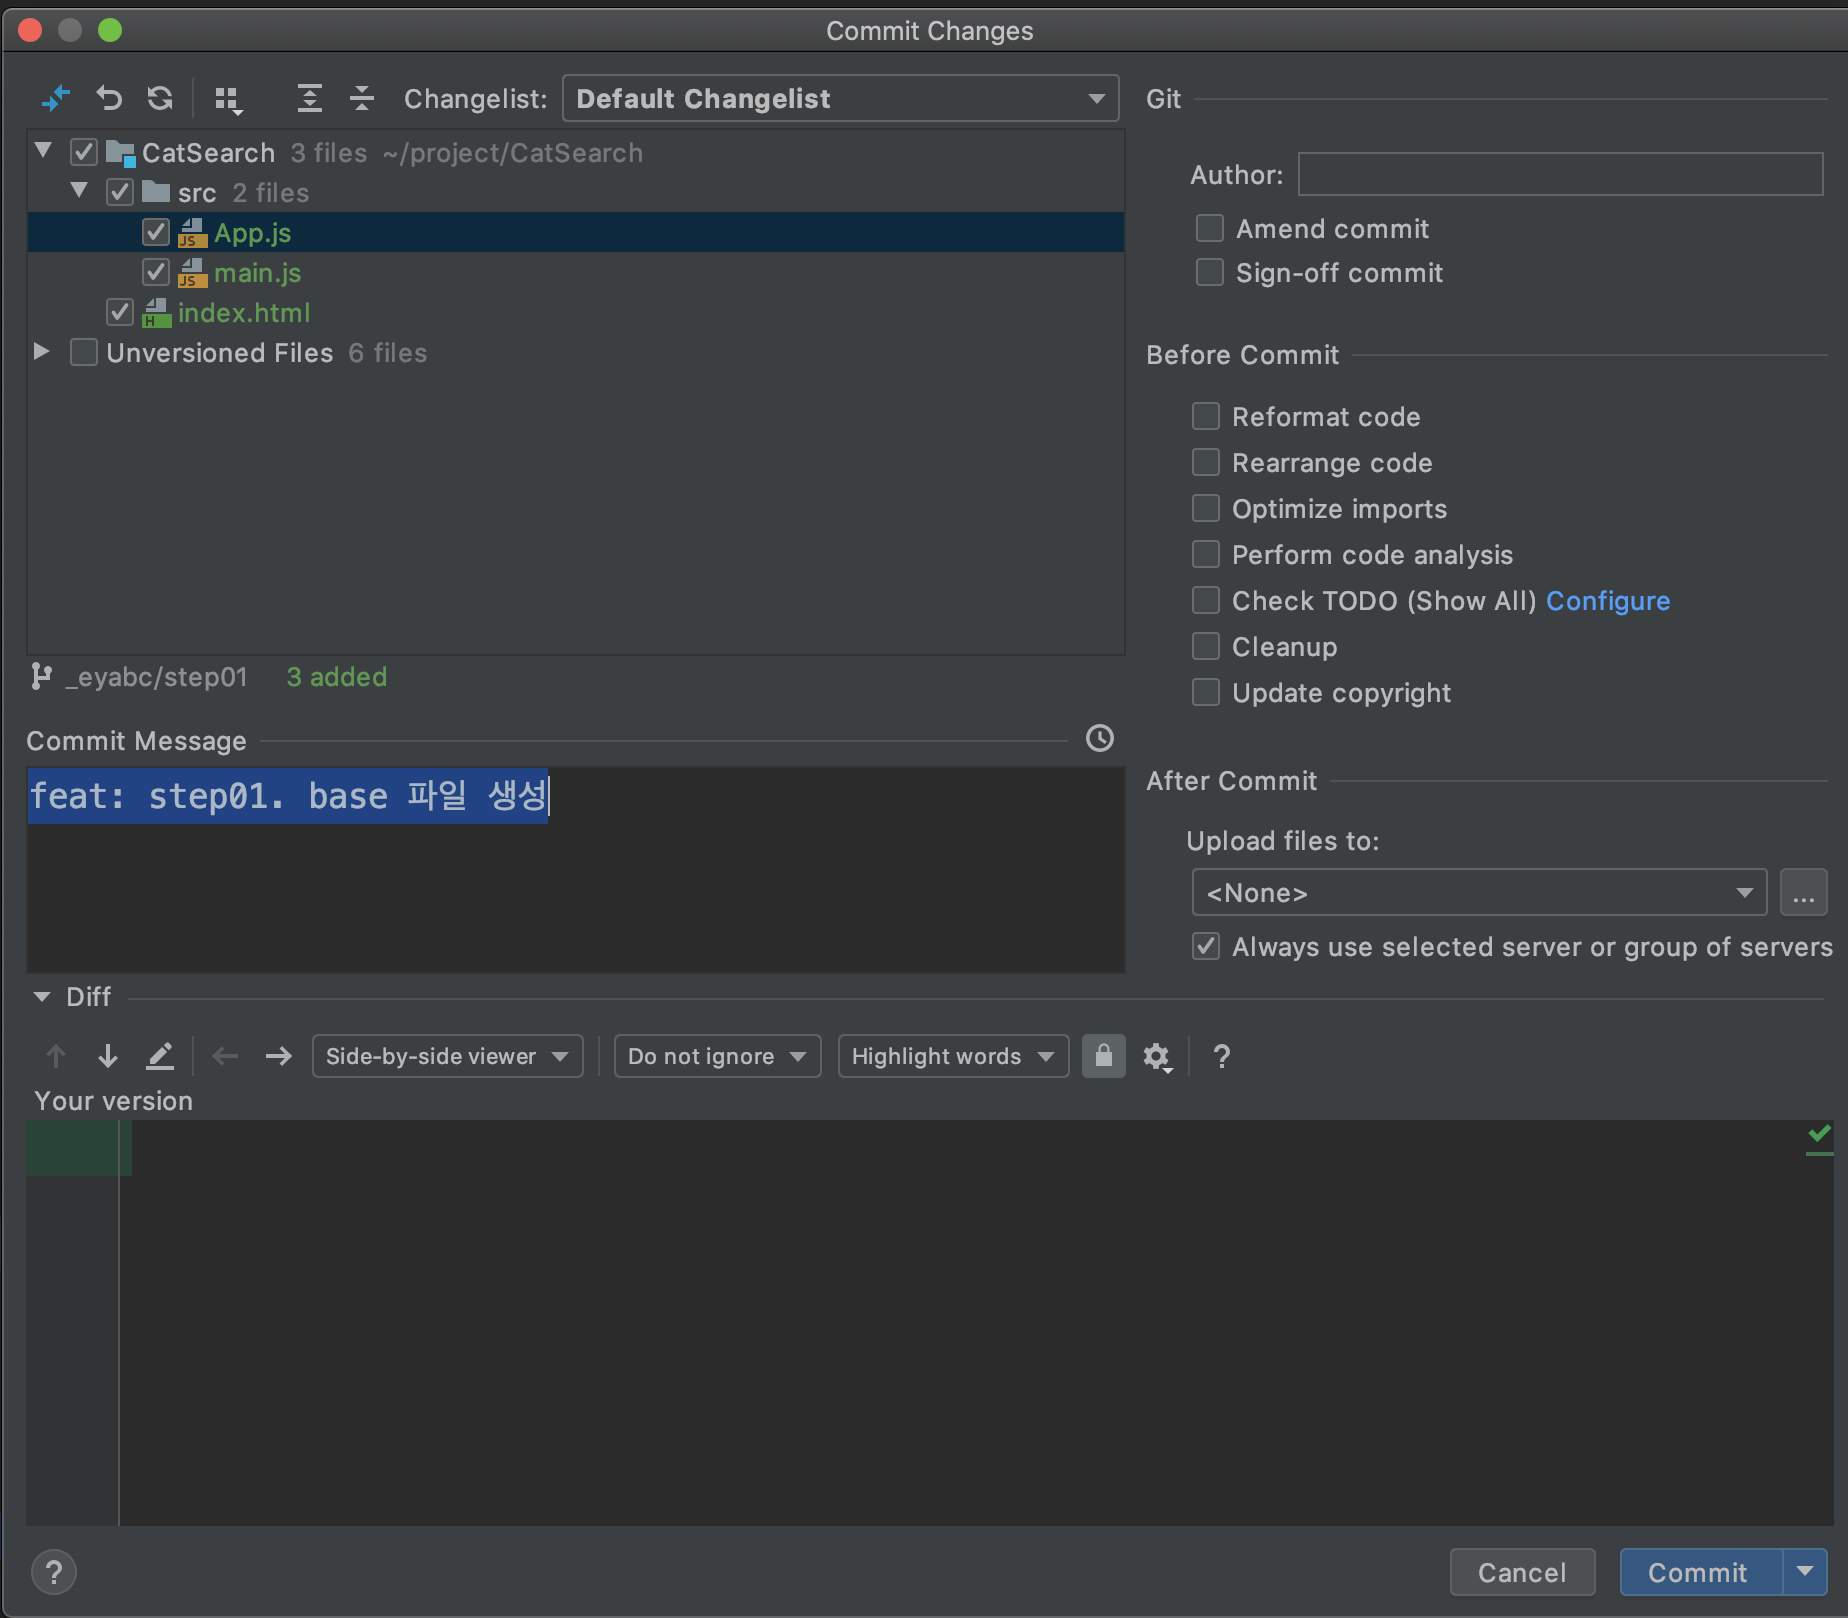 Commit Changes
Changelist: Default Changelist
CatSearch 3 files ~/project/CatSearch
src 2 files
JS App.js
JS main.js
H index.html
Unversioned Files 6 files
_eyabc/step01 3 added
Commit Message
feat: step01. base 파일 생성
Git
Author:
Amend commit
Sign-off commit
Before Commit
Reformat code
Rearrange code
Optimize imports
Perform code analysis
Check TODO (Show All) Configure
Cleanup
Update copyright
After Commit
Upload files to:
<None> ...
Always use selected server or group of servers
Diff
Side-by-side viewer Do not ignore Highlight words ?
Your version
? Cancel Commit